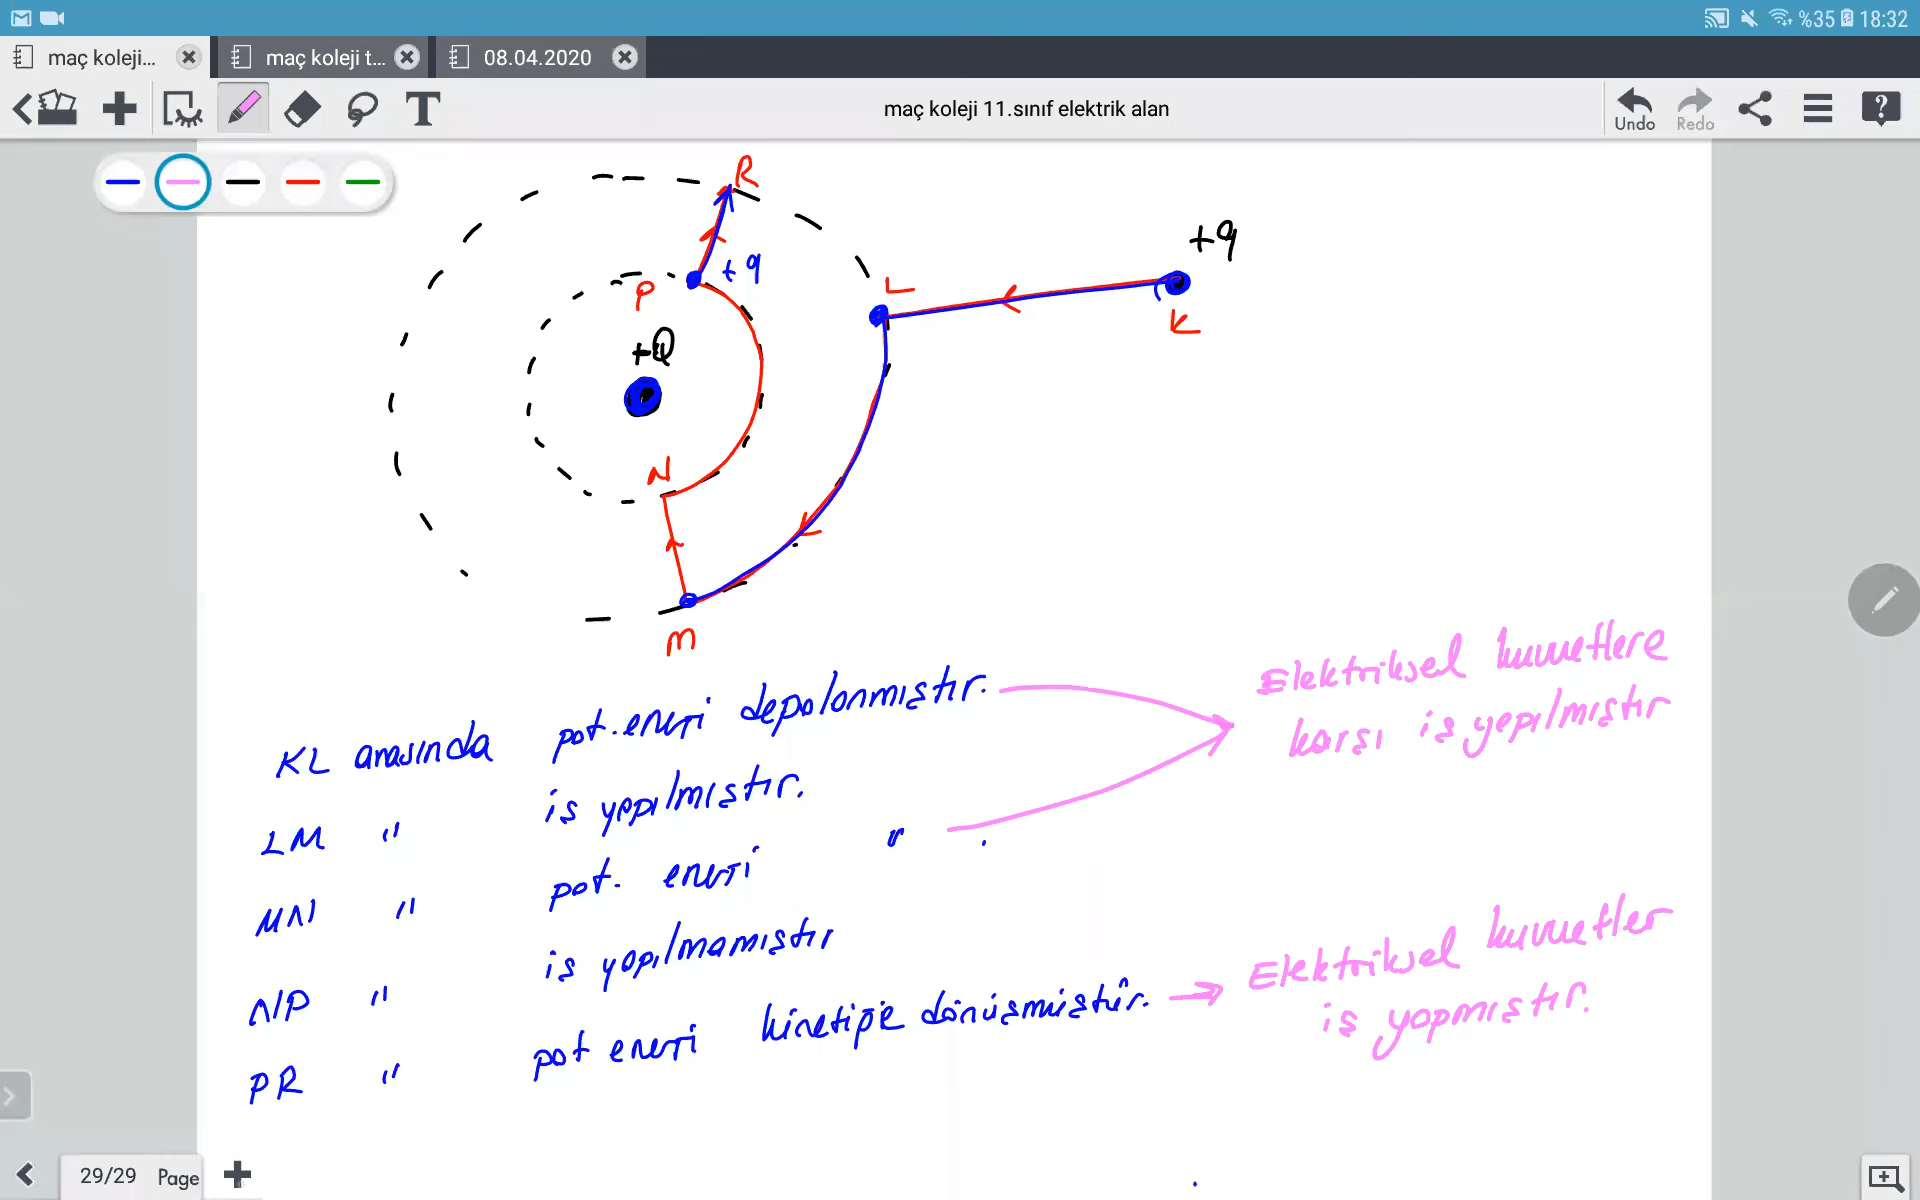 %35 18:32
maç koleji...
maç koleji t...
08.04.2020
T
maç koleji 11.sınıf elektrik alan
Undo
Redo
?
R
+q
P
+q
L
K
+Q
N
M
KL arasında pot. enerji depolanmıştır.
LM " iş yapılmıştır.
MN " pot. enerji " .
NP " iş yapılmamıştır
PR " pot enerji kinetiğe dönüşmüştür.
Elektriksel kuvvetlere
karşı iş yapılmıştır
Elektriksel kuvvetler
iş yapmıştır.
29/29 Page